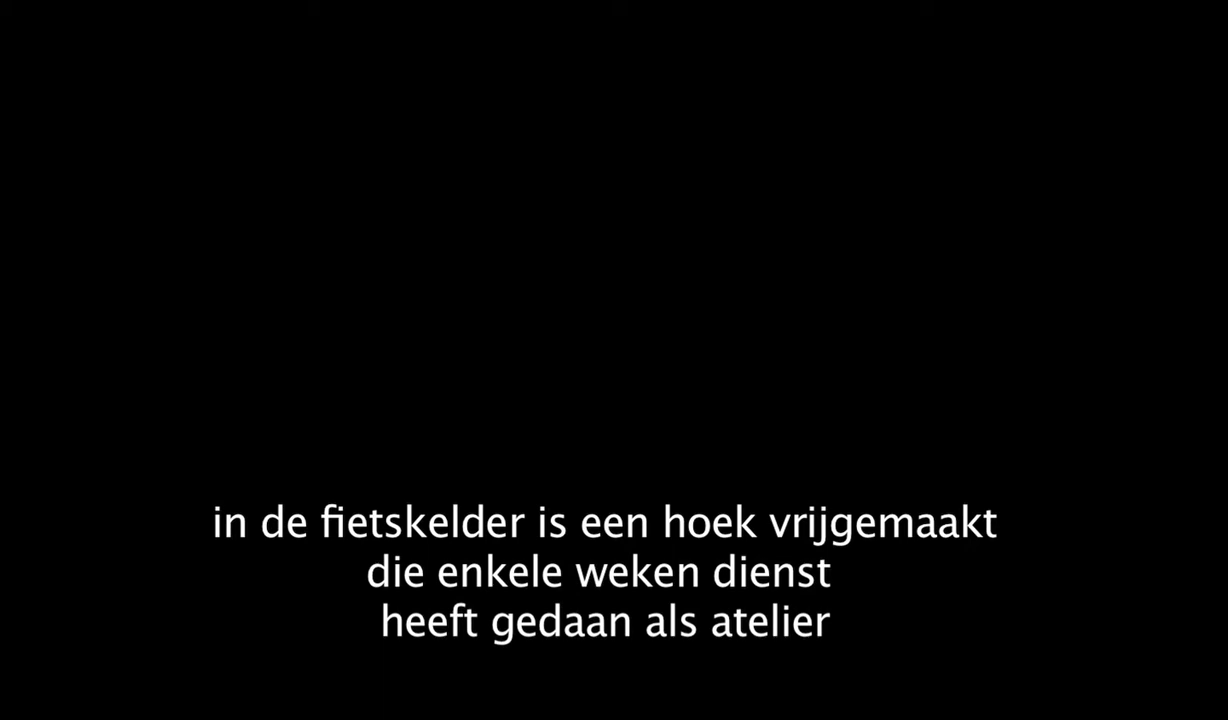 in de fietskelder is een hoek vrijgemaakt
die enkele weken dienst
heeft gedaan als atelier